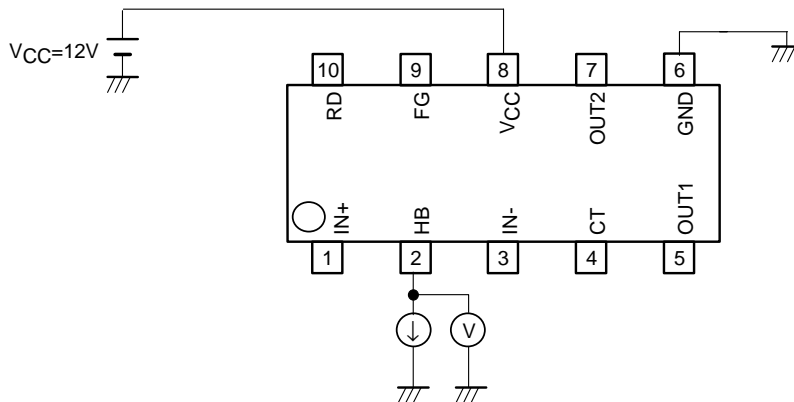 VCC=12V
10 9 8 7 6
RD FG VCC OUT2 GND
IN+ HB IN- CT OUT1
1 2 3 4 5
V